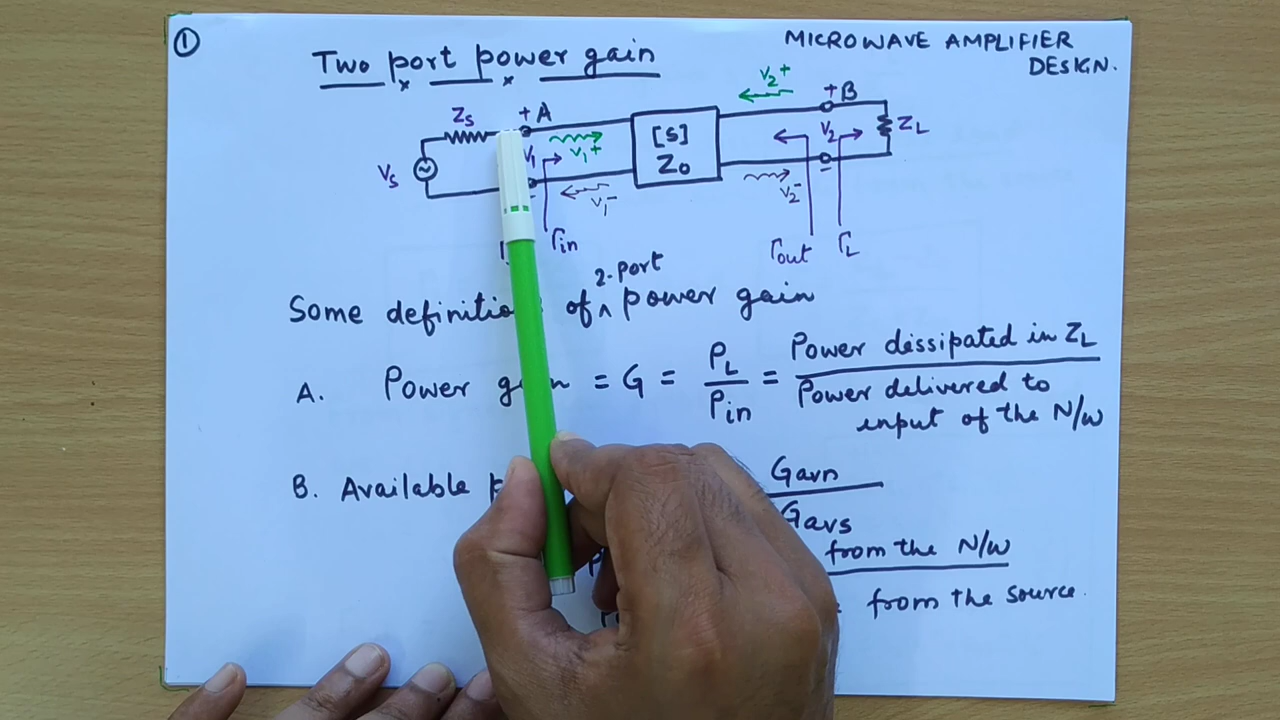 ①
Two port power gain
MICROWAVE AMPLIFIER
DESIGN.
Zs
+ A
V2+
+ B
Vs
V1
V1+
[S]
Z0
V2
ZL
-
V1-
V2-
-
Γ
Γin
Γout
ΓL
2-port
Some definitio of ^ power gain
A. Power g n = G = PL / Pin = Power dissipated in ZL / Power delivered to
input of the N/W
B. Available p Gavn
Gavs
P from the N/W
from the source.